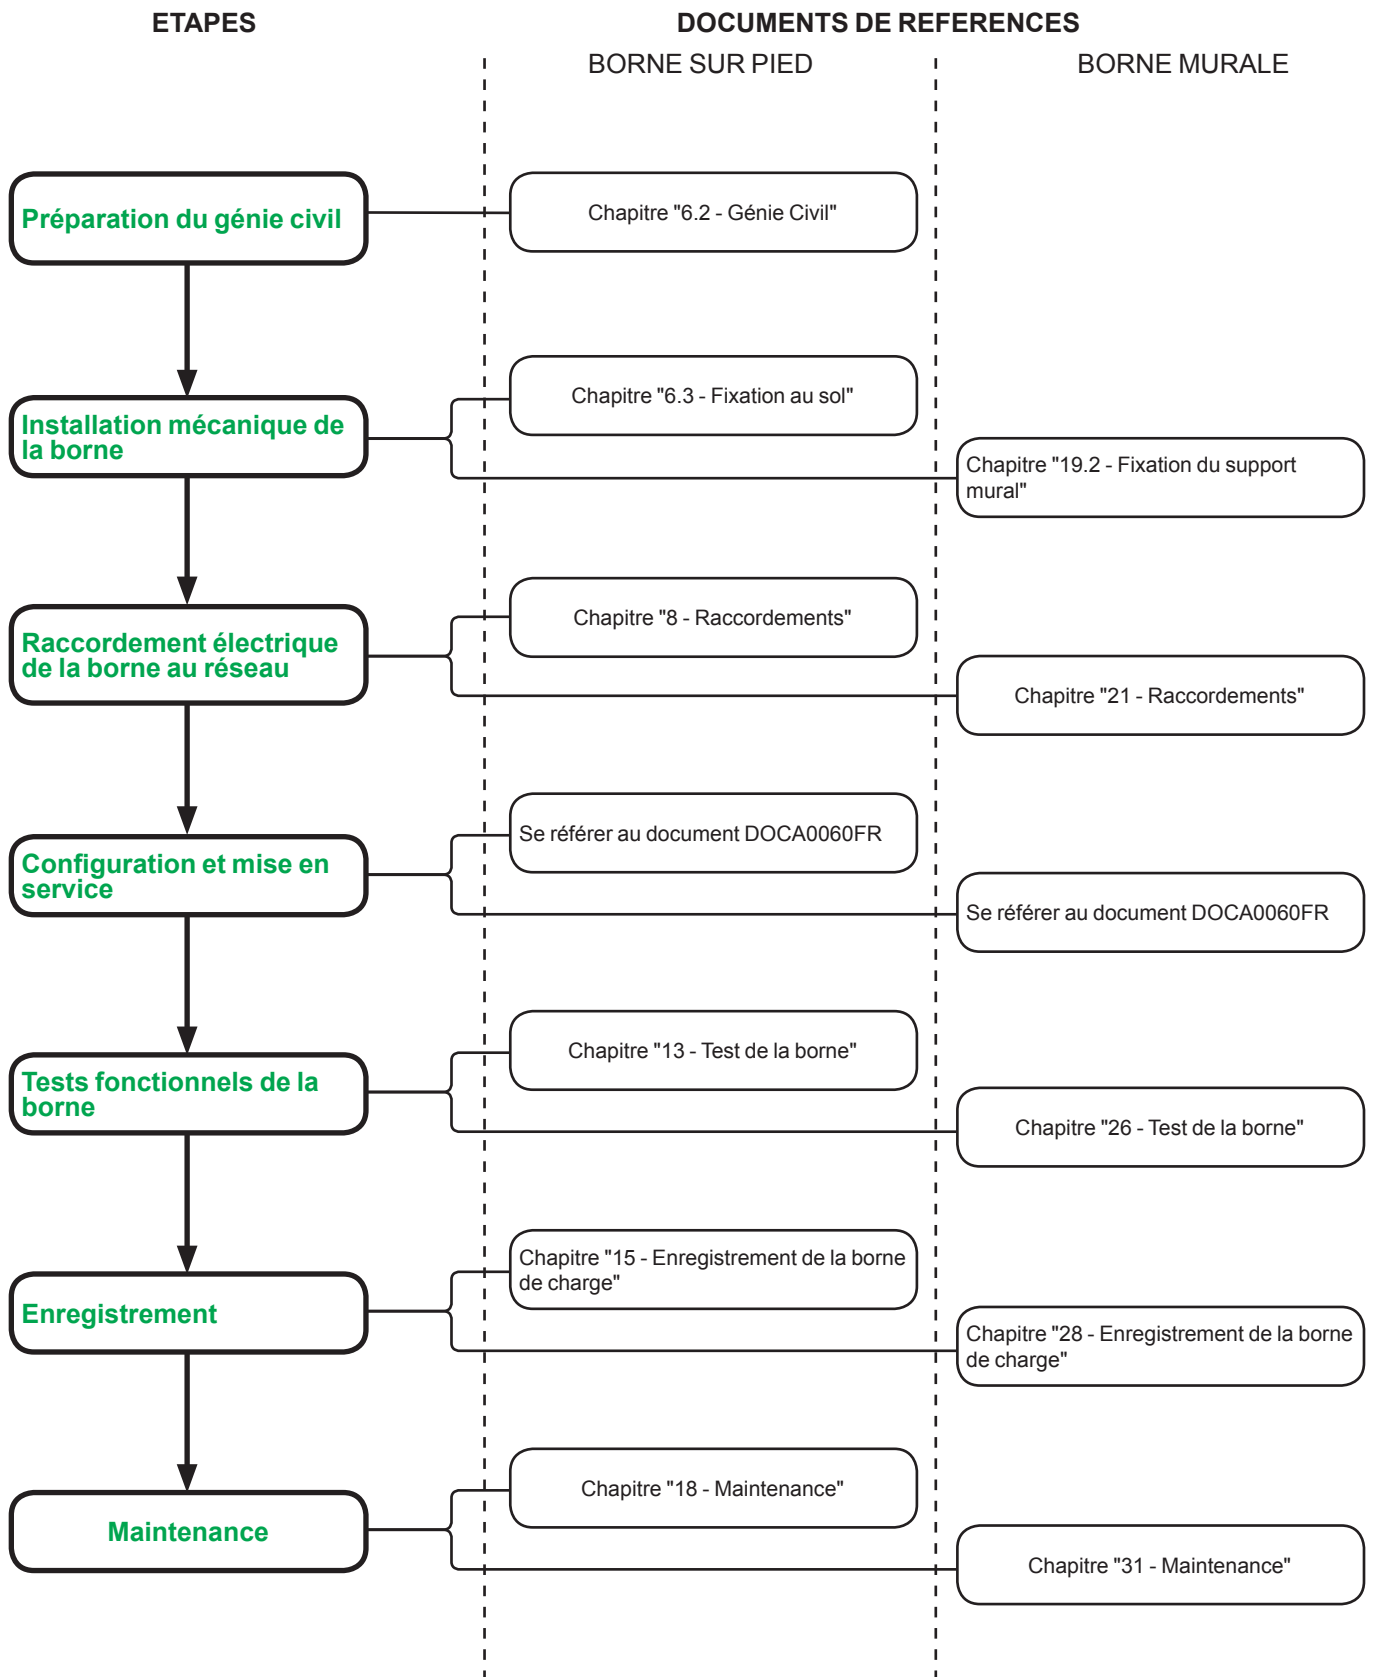 ETAPES
DOCUMENTS DE REFERENCES
BORNE SUR PIED
BORNE MURALE
Préparation du génie civil
Chapitre "6.2 - Génie Civil"
Installation mécanique de
la borne
Chapitre "6.3 - Fixation au sol"
Chapitre "19.2 - Fixation du support
mural"
Raccordement électrique
de la borne au réseau
Chapitre "8 - Raccordements"
Chapitre "21 - Raccordements"
Configuration et mise en
service
Se référer au document DOCA0060FR
Se référer au document DOCA0060FR
Tests fonctionnels de la
borne
Chapitre "13 - Test de la borne"
Chapitre "26 - Test de la borne"
Enregistrement
Chapitre "15 - Enregistrement de la borne
de charge"
Chapitre "28 - Enregistrement de la borne
de charge"
Maintenance
Chapitre "18 - Maintenance"
Chapitre "31 - Maintenance"